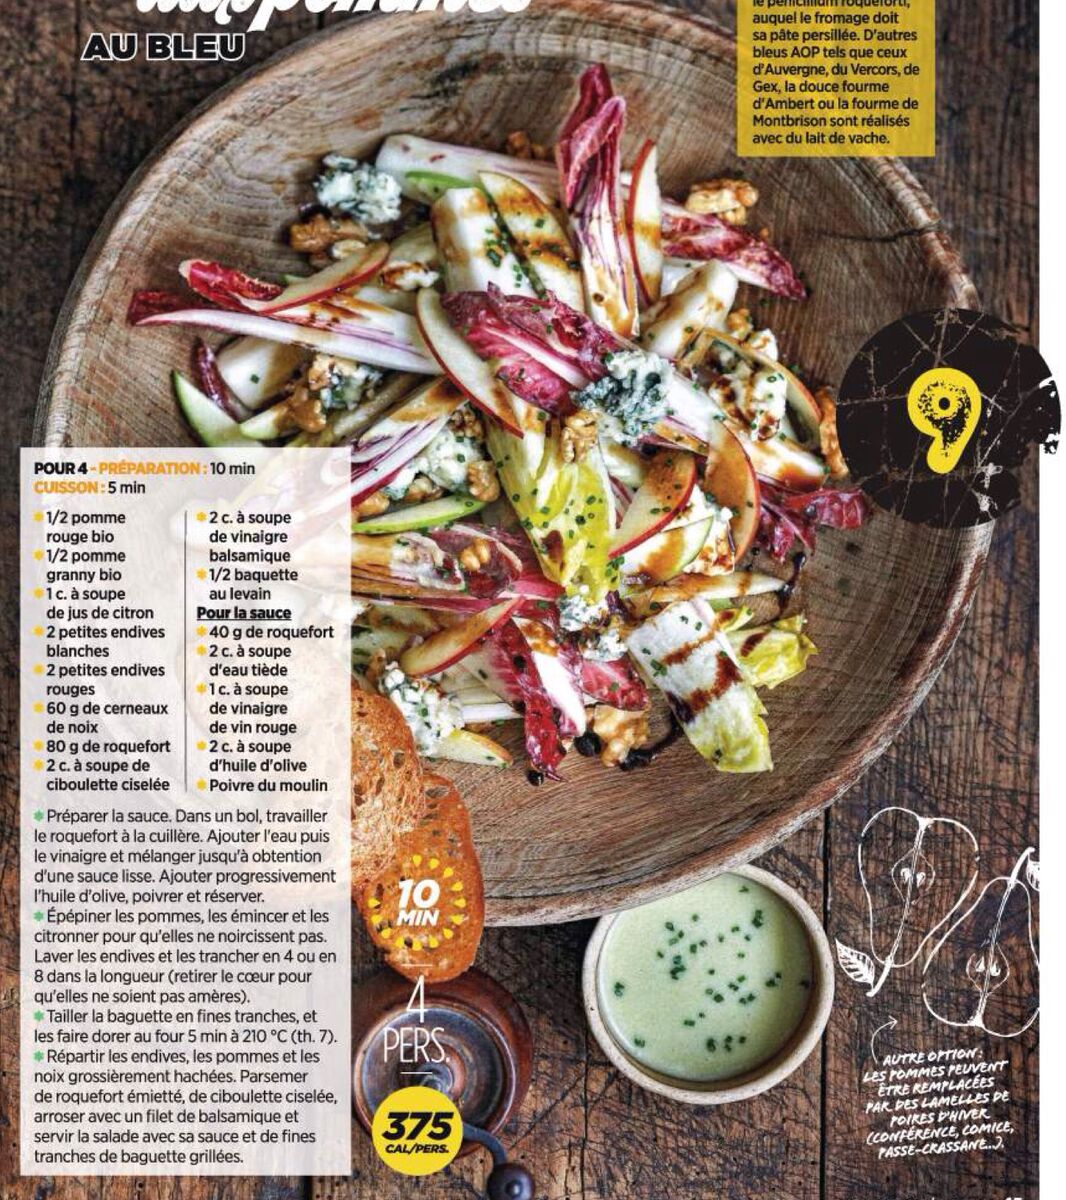 AU BLEU
auquel le fromage doit
sa pâte persillée. D'autres
bleus AOP tels que ceux
d'Auvergne, du Vercors, de
Gex, la douce fourme
d'Ambert ou la fourme de
Montbrison sont réalisés
avec du lait de vache.
9
POUR 4 - PRÉPARATION : 10 min
CUISSON : 5 min
1/2 pomme
rouge bio
1/2 pomme
granny bio
1 c. à soupe
de jus de citron
2 petites endives
blanches
2 petites endives
rouges
60 g de cerneaux
de noix
80 g de roquefort
2 c. à soupe de
ciboulette ciselée
2 c. à soupe
de vinaigre
balsamique
1/2 baguette
au levain
Pour la sauce
40 g de roquefort
2 c. à soupe
d'eau tiède
1 c. à soupe
de vinaigre
de vin rouge
2 c. à soupe
d'huile d'olive
Poivre du moulin
Préparer la sauce. Dans un bol, travailler
le roquefort à la cuillère. Ajouter l'eau puis
le vinaigre et mélanger jusqu'à obtention
d'une sauce lisse. Ajouter progressivement
l'huile d'olive, poivrer et réserver.
Épépiner les pommes, les émincer et les
citronner pour qu'elles ne noircissent pas.
Laver les endives et les trancher en 4 ou en
8 dans la longueur (retirer le cœur pour
qu'elles ne soient pas amères).
Tailler la baguette en fines tranches, et
les faire dorer au four 5 min à 210 °C (th. 7).
Répartir les endives, les pommes et les
noix grossièrement hachées. Parsemer
de roquefort émietté, de ciboulette ciselée,
arroser avec un filet de balsamique et
servir la salade avec sa sauce et de fines
tranches de baguette grillées.
10
MIN
4
PERS.
375
CAL/PERS.
AUTRE OPTION :
LES POMMES PEUVENT
ÊTRE REMPLACÉES
PAR DES LAMELLES DE
POIRES D'HIVER
(CONFÉRENCE, COMICE,
PASSE-CRASSANE...).